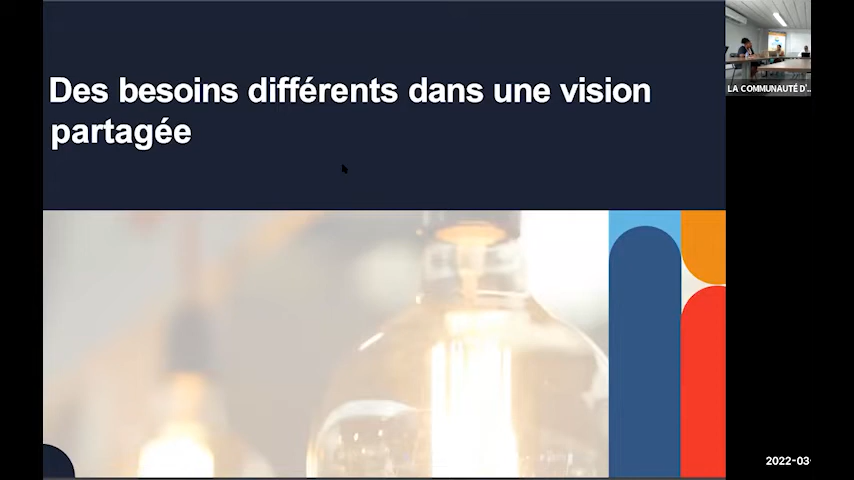 Des besoins différents dans une vision
partagée
LA COMMUNAUTÉ D'...
2022-03